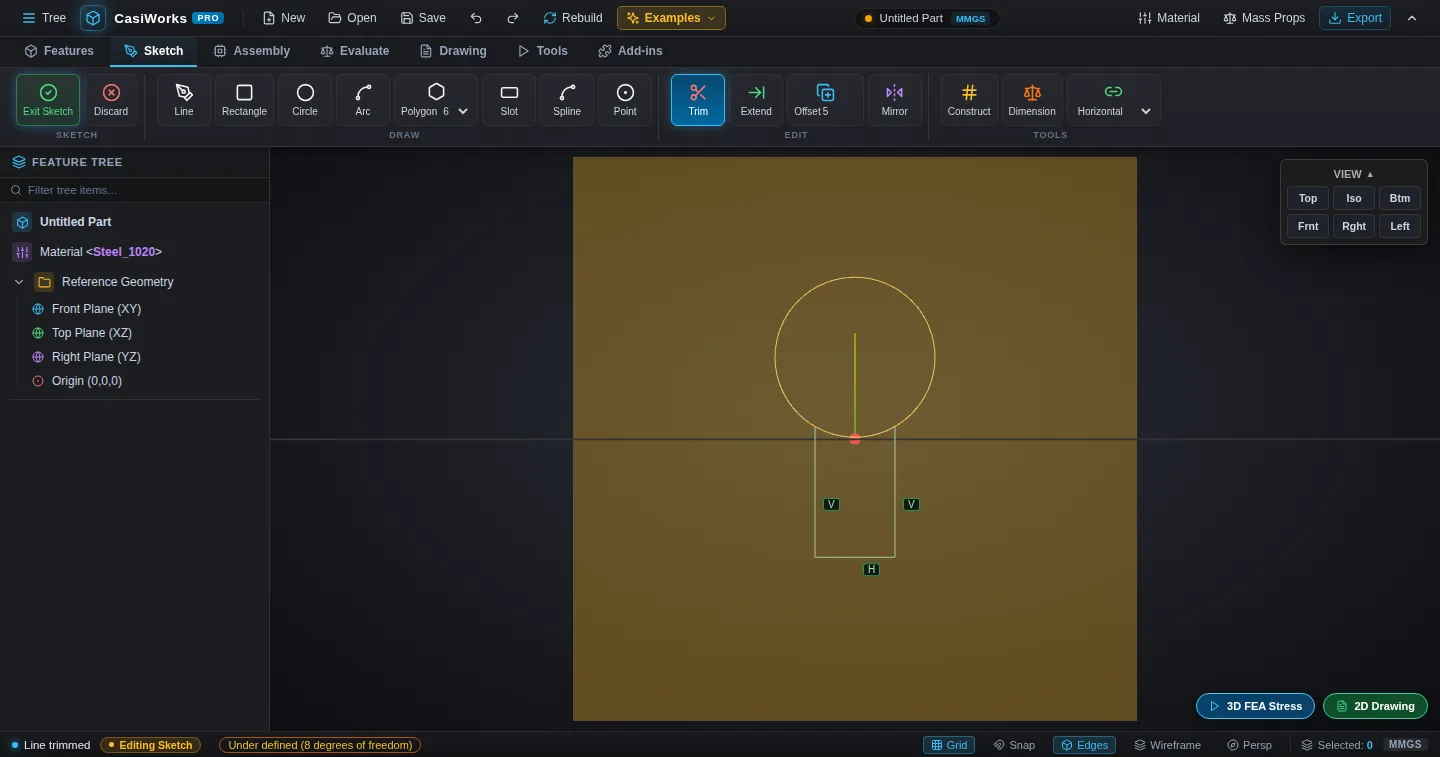 Tree CasiWorks PRO New Open Save Rebuild Examples Untitled Part MMGS Material Mass Props Export
Features Sketch Assembly Evaluate Drawing Tools Add-ins
Exit Sketch Discard Line Rectangle Circle Arc Polygon 6 Slot Spline Point Trim Extend Offset 5 Mirror Construct Dimension Horizontal
SKETCH DRAW EDIT TOOLS
FEATURE TREE
Filter tree items...
Untitled Part
Material <Steel_1020>
Reference Geometry
Front Plane (XY)
Top Plane (XZ)
Right Plane (YZ)
Origin (0,0,0)
VIEW ▲
Top Iso Btm
Frnt Rght Left
V V
H
3D FEA Stress 2D Drawing
Line trimmed Editing Sketch Under defined (8 degrees of freedom) Grid Snap Edges Wireframe Persp Selected: 0 MMGS